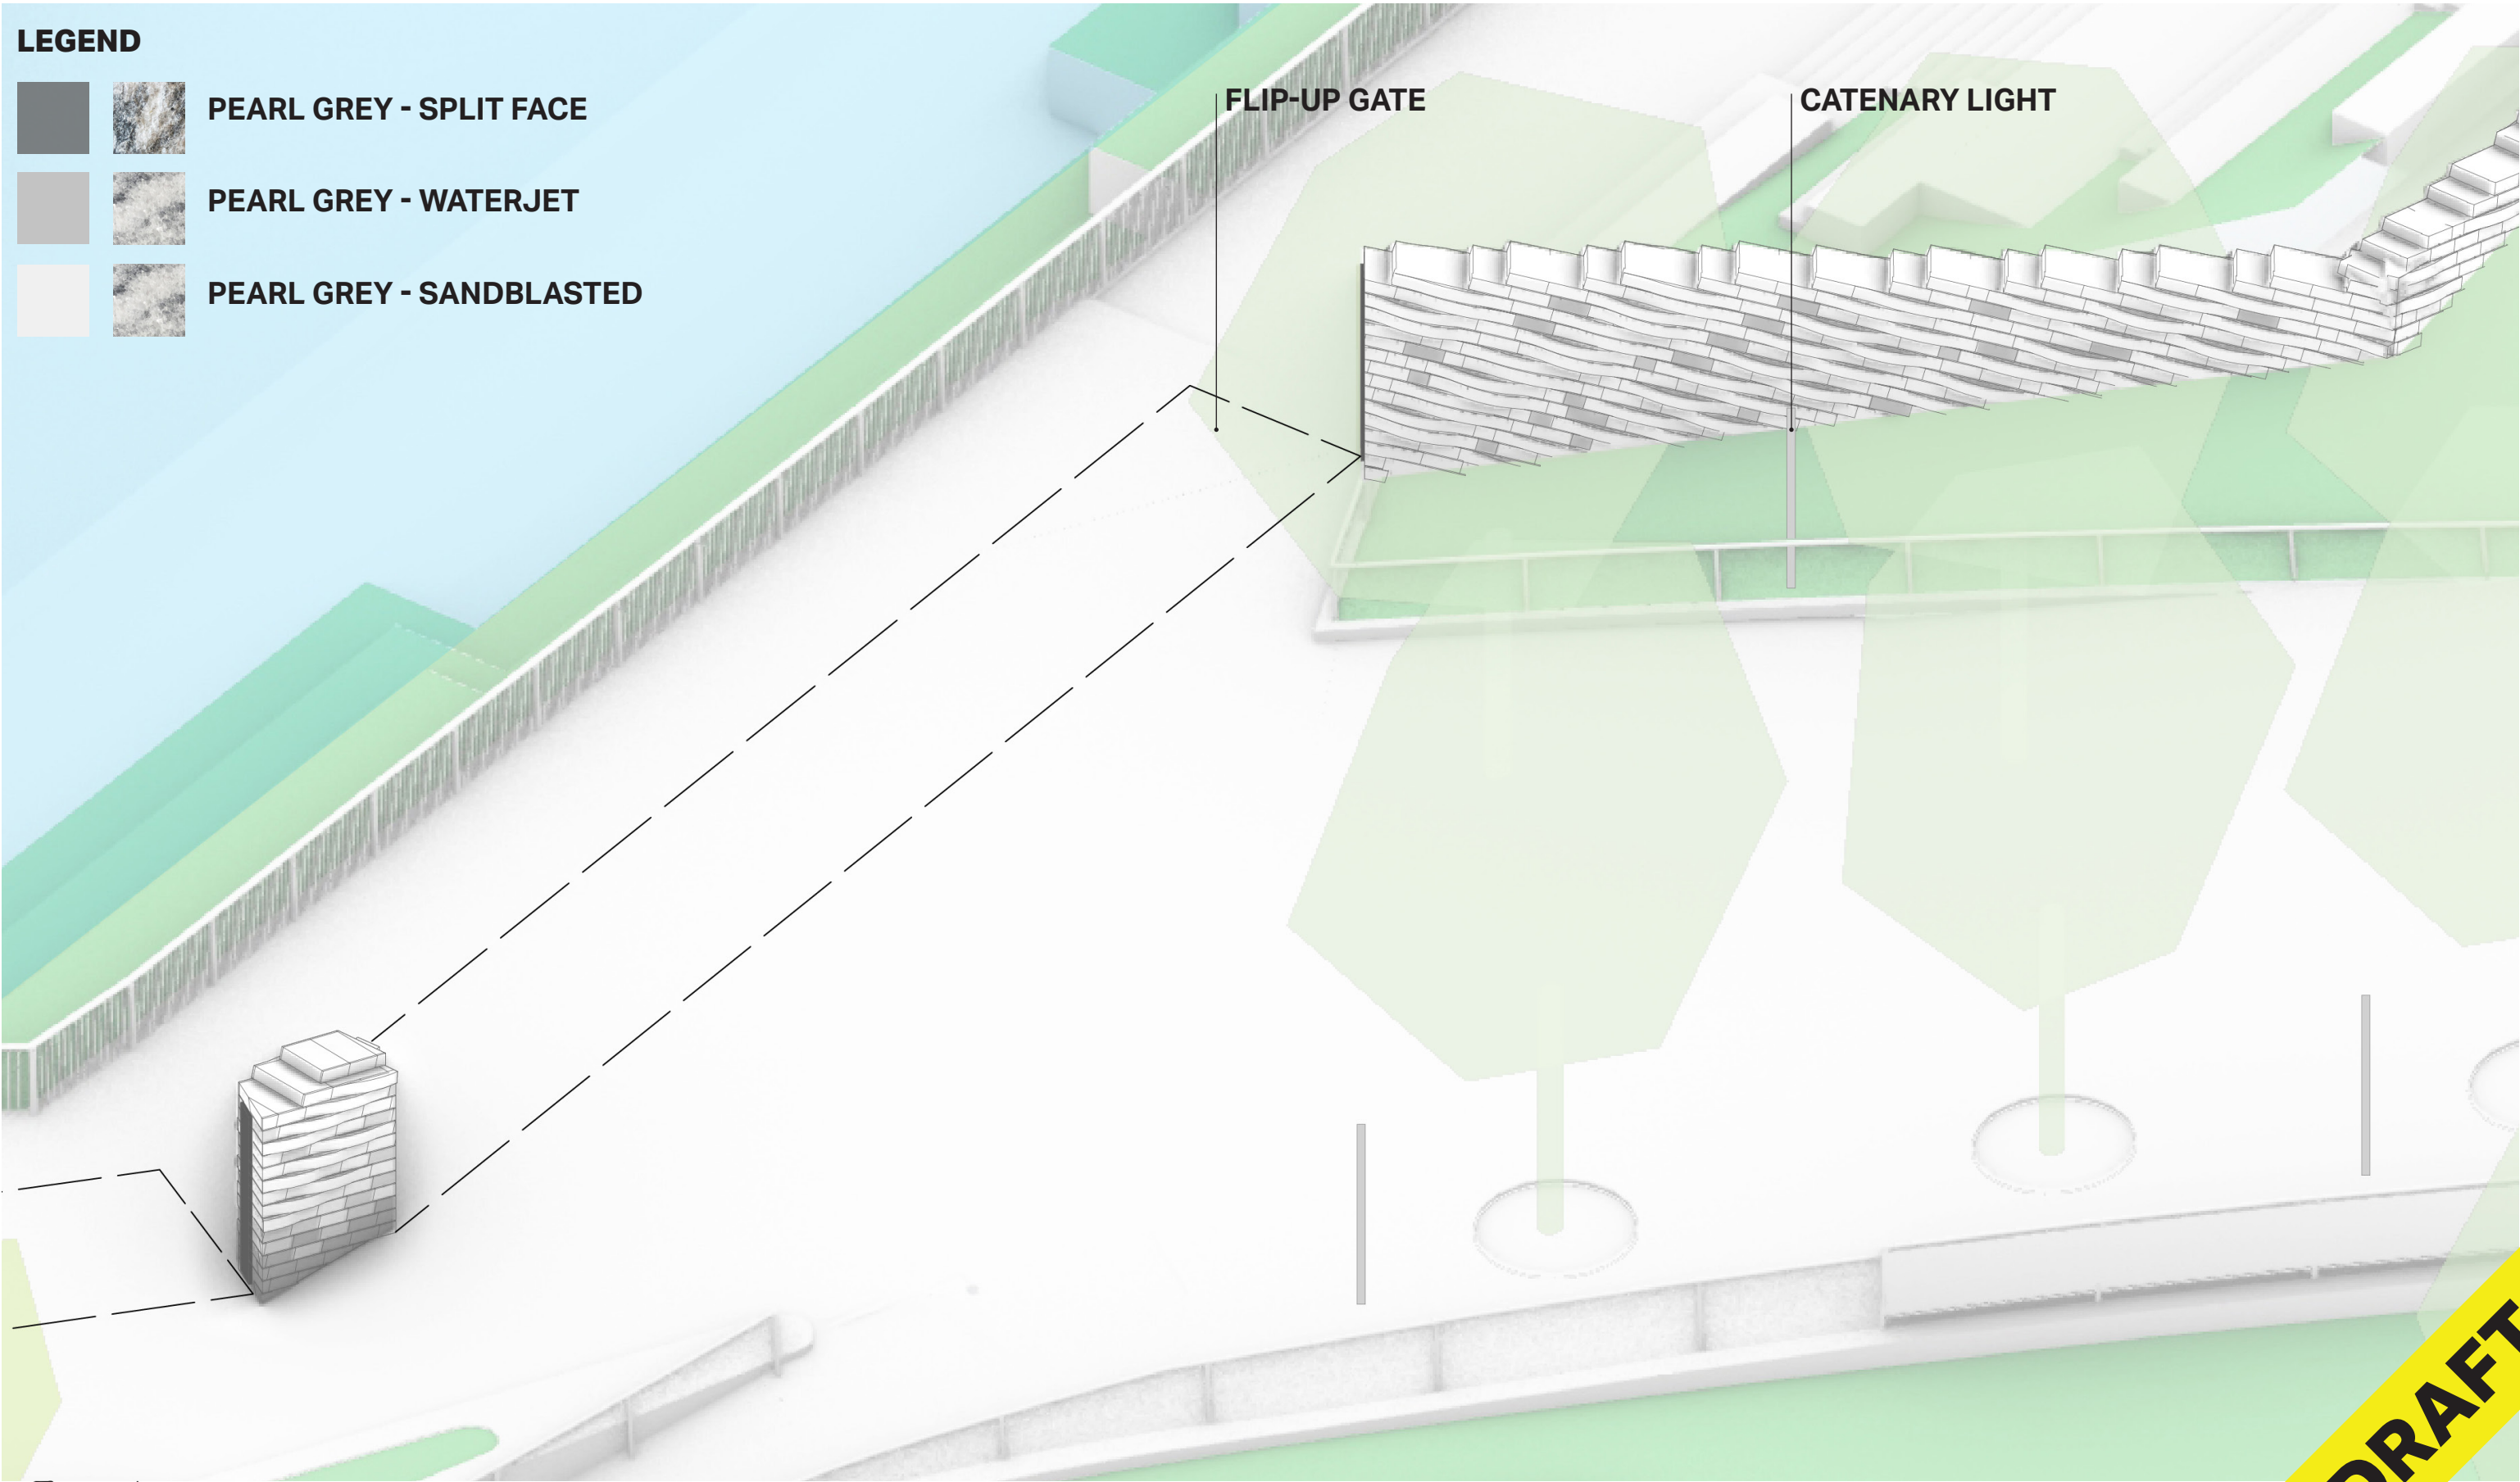 LEGEND
PEARL GREY - SPLIT FACE
PEARL GREY - WATERJET
PEARL GREY - SANDBLASTED
FLIP-UP GATE
CATENARY LIGHT
DRAFT